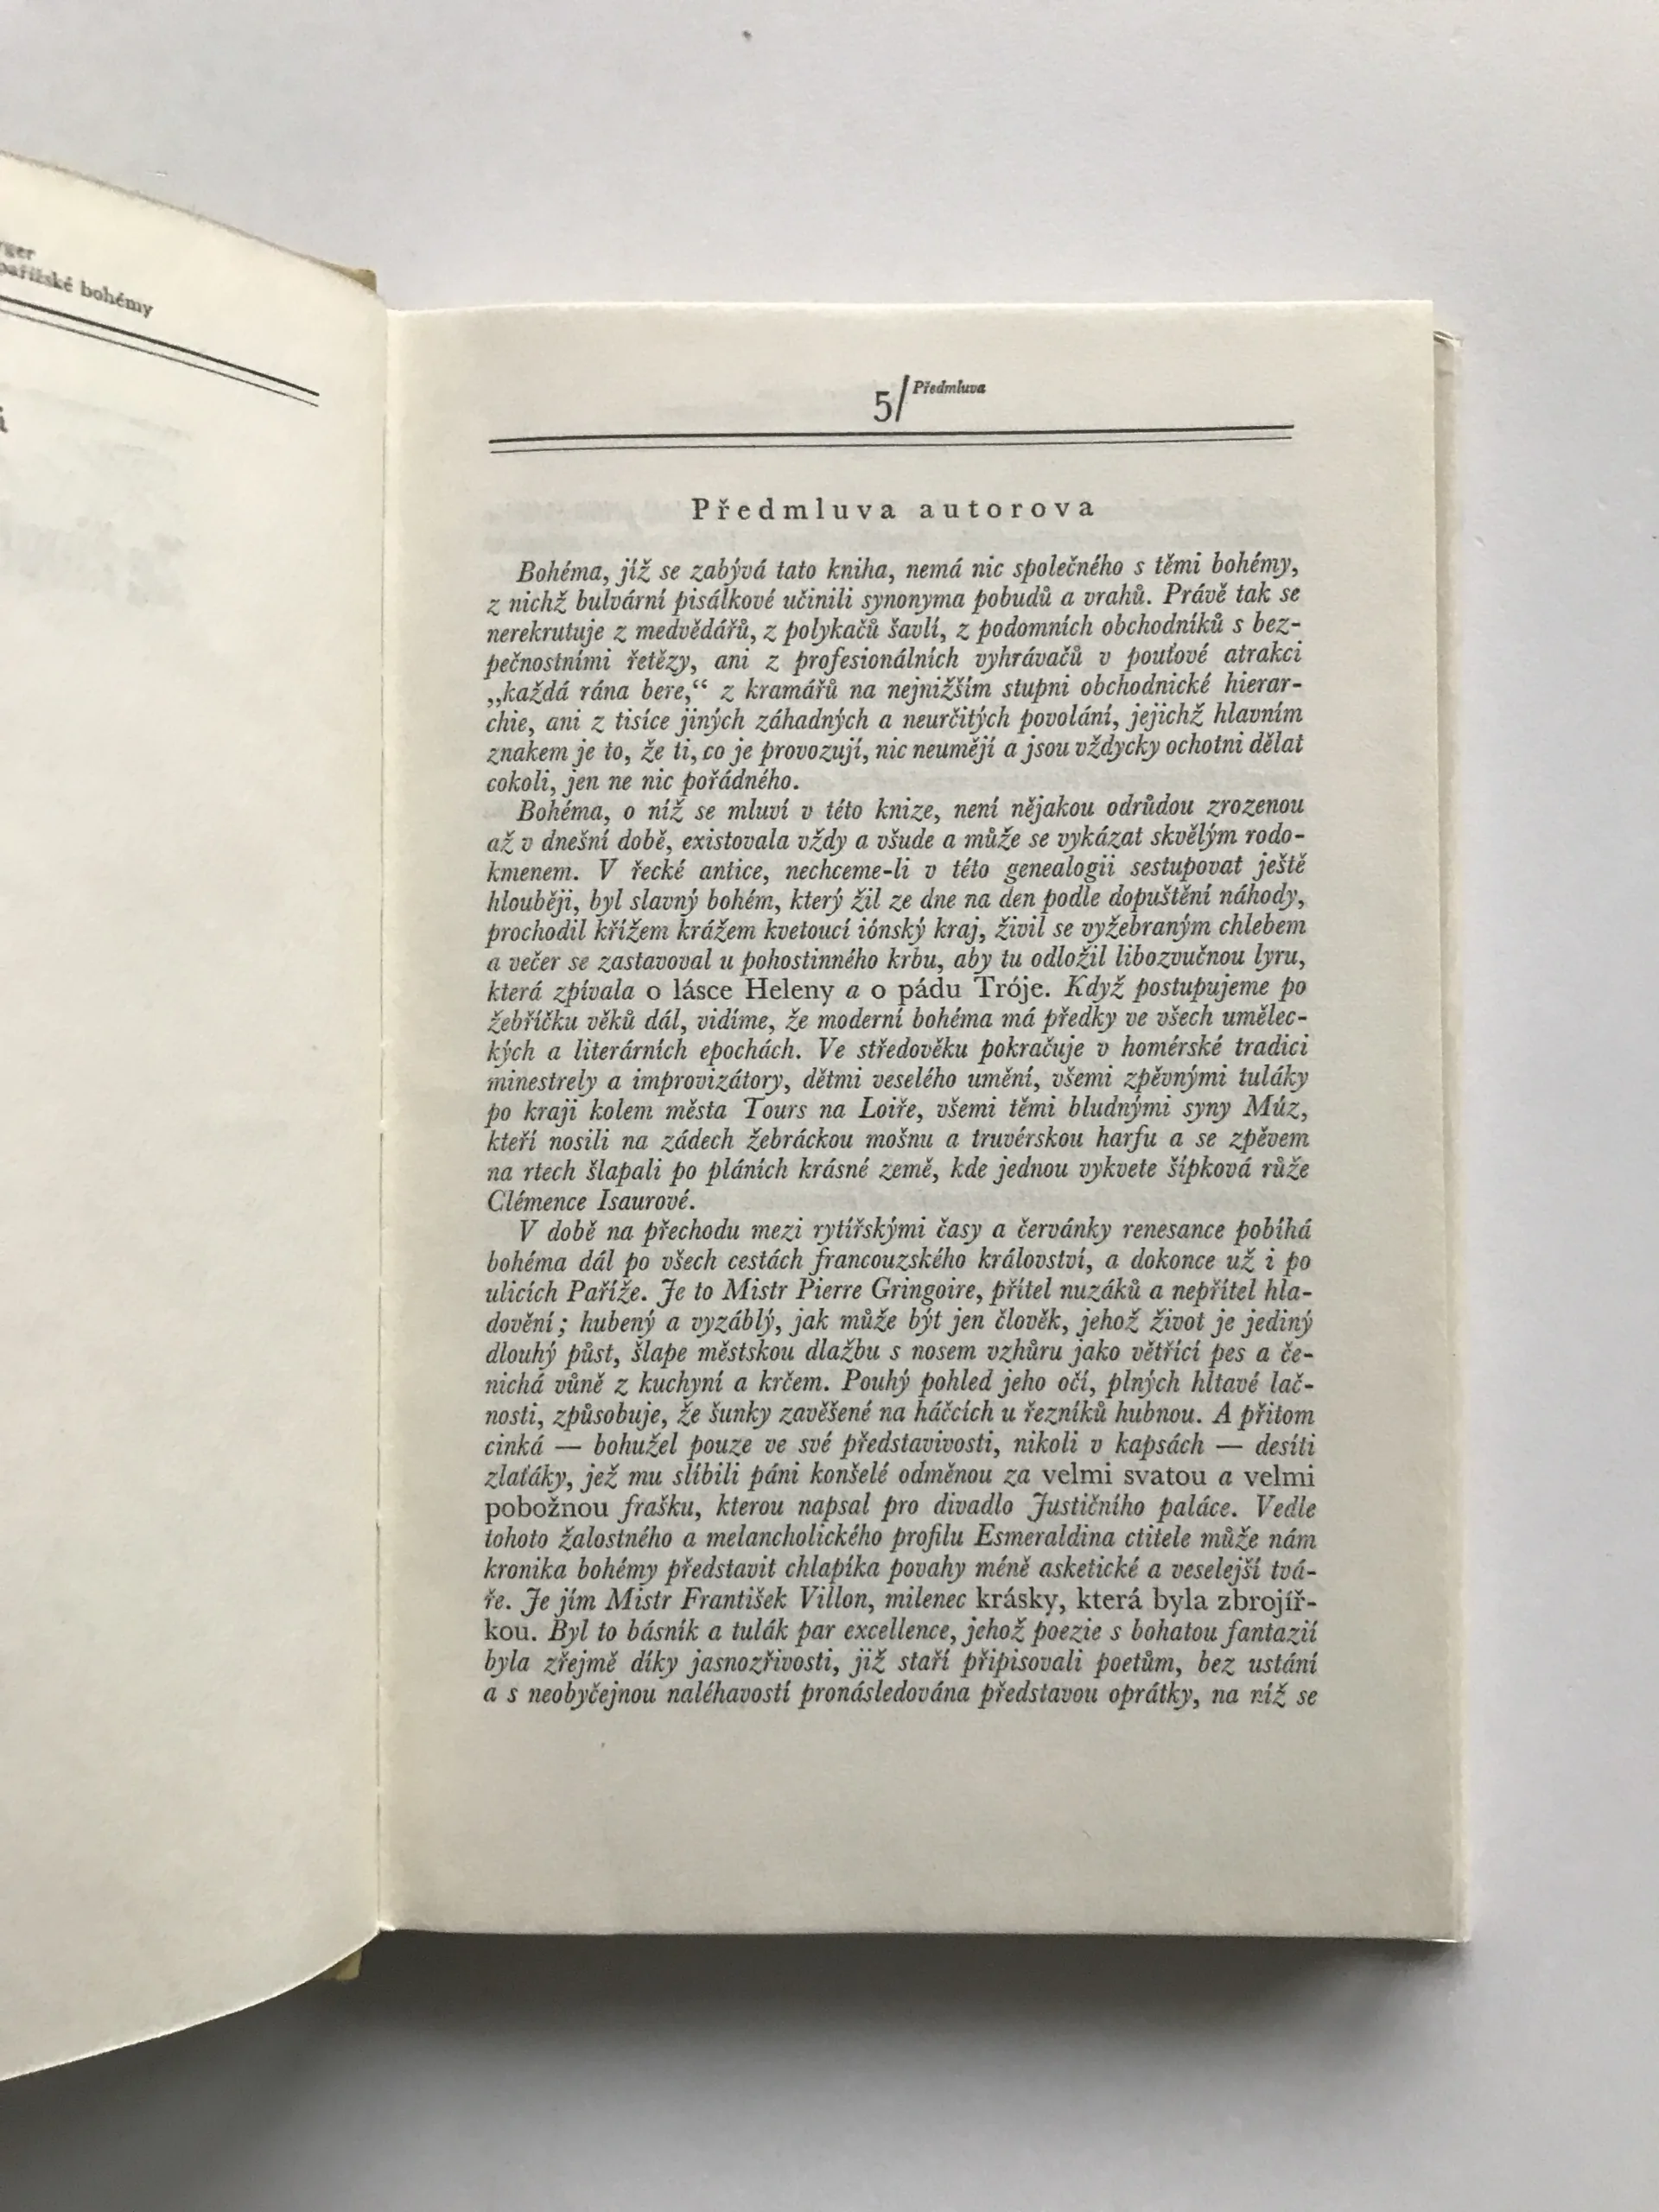 pařížské bohémy
5/ Předmluva
Předmluva autorova
Bohéma, jíž se zabývá tato kniha, nemá nic společného s těmi bohémy,
z nichž bulvární pisálkové učinili synonyma pobudů a vrahů. Právě tak se
nerekrutuje z medvědářů, z polykačů šavlí, z podomních obchodníků s bez-
pečnostními řetězy, ani z profesionálních vyhrávačů v pouťové atrakci
„každá rána bere,“ z kramářů na nejnižším stupni obchodnické hierar-
chie, ani z tisíce jiných záhadných a neurčitých povolání, jejichž hlavním
znakem je to, že ti, co je provozují, nic neumějí a jsou vždycky ochotni dělat
cokoli, jen ne nic pořádného.
Bohéma, o níž se mluví v této knize, není nějakou odrůdou zrozenou
až v dnešní době, existovala vždy a všude a může se vykázat skvělým rodo-
kmenem. V řecké antice, nechceme-li v této genealogii sestupovat ještě
hlouběji, byl slavný bohém, který žil ze dne na den podle dopuštění náhody,
prochodil křížem krážem kvetoucí iónský kraj, živil se vyžebraným chlebem
a večer se zastavoval u pohostinného krbu, aby tu odložil libozvučnou lyru,
která zpívala o lásce Heleny a o pádu Tróje. Když postupujeme po
žebříčku věků dál, vidíme, že moderní bohéma má předky ve všech umělec-
kých a literárních epochách. Ve středověku pokračuje v homérské tradici
minestrely a improvizátory, dětmi veselého umění, všemi zpěvnými tuláky
po kraji kolem města Tours na Loiře, všemi těmi bludnými syny Múz,
kteří nosili na zádech žebráckou mošnu a truvérskou harfu a se zpěvem
na rtech šlapali po pláních krásné země, kde jednou vykvete šípková růže
Clémence Isaurové.
V době na přechodu mezi rytířskými časy a červánky renesance pobíhá
bohéma dál po všech cestách francouzského království, a dokonce už i po
ulicích Paříže. Je to Mistr Pierre Gringoire, přítel nuzáků a nepřítel hla-
dovění; hubený a vyzáblý, jak může být jen člověk, jehož život je jediný
dlouhý půst, šlape městskou dlažbu s nosem vzhůru jako větřící pes a če-
nichá vůně z kuchyní a krčem. Pouhý pohled jeho očí, plných hltavé lač-
nosti, způsobuje, že šunky zavěšené na háčcích u řezníků hubnou. A přitom
cinká — bohužel pouze ve své představivosti, nikoli v kapsách — desíti
zlaťáky, jež mu slíbili páni konšelé odměnou za velmi svatou a velmi
pobožnou frašku, kterou napsal pro divadlo Justičního paláce. Vedle
tohoto žalostného a melancholického profilu Esmeraldina ctitele může nám
kronika bohémy představit chlapíka povahy méně asketické a veselejší tvá-
ře. Je jím Mistr František Villon, milenec krásky, která byla zbrojíř-
kou. Byl to básník a tulák par excellence, jehož poezie s bohatou fantazií
byla zřejmě díky jasnozřivosti, již staří připisovali poetům, bez ustání
a s neobyčejnou naléhavostí pronásledována představou oprátky, na níž se